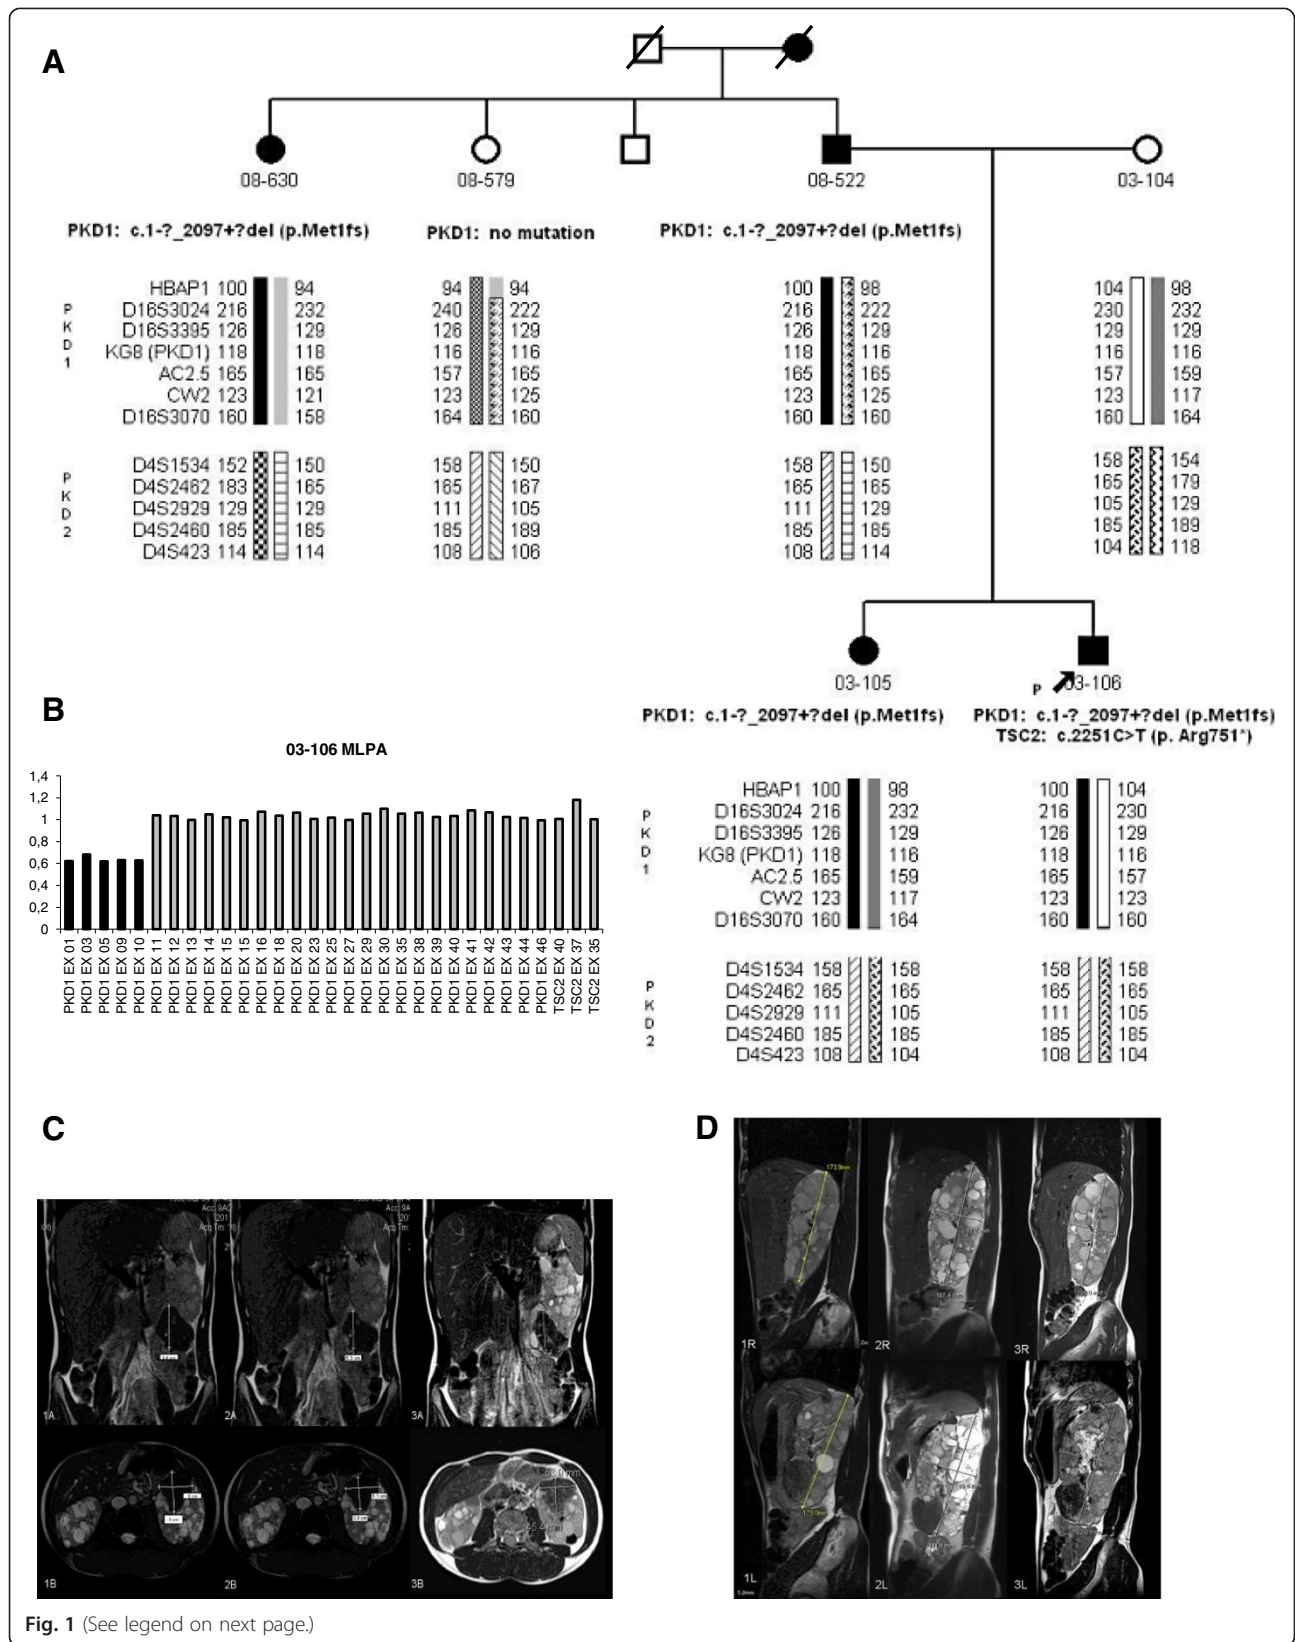 A
08-630
08-579
08-522
03-104
PKD1: c.1-?_2097+?del (p.Met1fs)
PKD1: no mutation
PKD1: c.1-?_2097+?del (p.Met1fs)
PKD1
HBAP1 100 94 94 94 100 98 104 98
D16S3024 216 232 240 222 216 222 230 232
D16S3395 126 129 126 129 126 129 129 129
KG8 (PKD1) 118 118 116 116 118 116 116 116
AC2.5 165 165 157 165 165 165 157 159
CW2 123 121 123 125 123 125 123 117
D16S3070 160 158 164 160 160 160 160 164
PKD2
D4S1534 152 150 158 150 158 150 158 154
D4S2462 183 165 165 167 165 165 165 179
D4S2929 129 129 111 105 111 129 105 129
D4S2460 185 185 185 189 185 185 185 189
D4S423 114 114 108 106 108 114 104 118
03-105
P 03-106
PKD1: c.1-?_2097+?del (p.Met1fs)
PKD1: c.1-?_2097+?del (p.Met1fs)
TSC2: c.2251C>T (p. Arg751*)
PKD1
HBAP1 100 98 100 104
D16S3024 216 232 216 230
D16S3395 126 129 126 129
KG8 (PKD1) 118 116 118 116
AC2.5 165 159 165 157
CW2 123 117 123 123
D16S3070 160 164 160 160
PKD2
D4S1534 158 158 158 158
D4S2462 165 165 165 165
D4S2929 111 105 111 105
D4S2460 185 185 185 185
D4S423 108 104 108 104
B
03-106 MLPA
1,4
1,2
1
0,8
0,6
0,4
0,2
0
PKD1 EX 01
PKD1 EX 03
PKD1 EX 05
PKD1 EX 09
PKD1 EX 10
PKD1 EX 11
PKD1 EX 12
PKD1 EX 13
PKD1 EX 14
PKD1 EX 15
PKD1 EX 15
PKD1 EX 16
PKD1 EX 18
PKD1 EX 20
PKD1 EX 23
PKD1 EX 25
PKD1 EX 27
PKD1 EX 29
PKD1 EX 30
PKD1 EX 35
PKD1 EX 38
PKD1 EX 39
PKD1 EX 40
PKD1 EX 41
PKD1 EX 42
PKD1 EX 43
PKD1 EX 44
PKD1 EX 46
TSC2 EX 40
TSC2 EX 37
TSC2 EX 35
C
1A
2A
3A
1B
2B
3B
D
173.9mm
1R
2R
3R
1L
2L
3L
Fig. 1 (See legend on next page.)